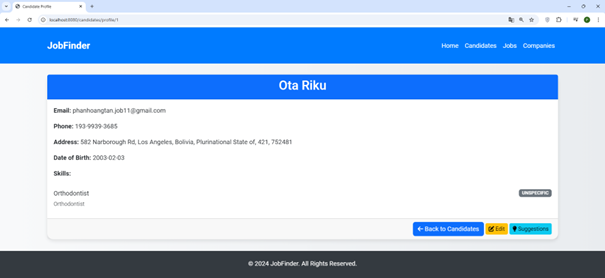 Candidate Profile
localhost:8080/candidates/profile/1
JobFinder
Home Candidates Jobs Companies
Ota Riku
Email: phanhoangtan.job11@gmail.com
Phone: 193-9939-3685
Address: 582 Narborough Rd, Los Angeles, Bolivia, Plurinational State of, 421, 752481
Date of Birth: 2003-02-03
Skills:
Orthodontist UNSPECIFIC
Orthodontist
Back to Candidates Edit Suggestions
© 2024 JobFinder. All Rights Reserved.